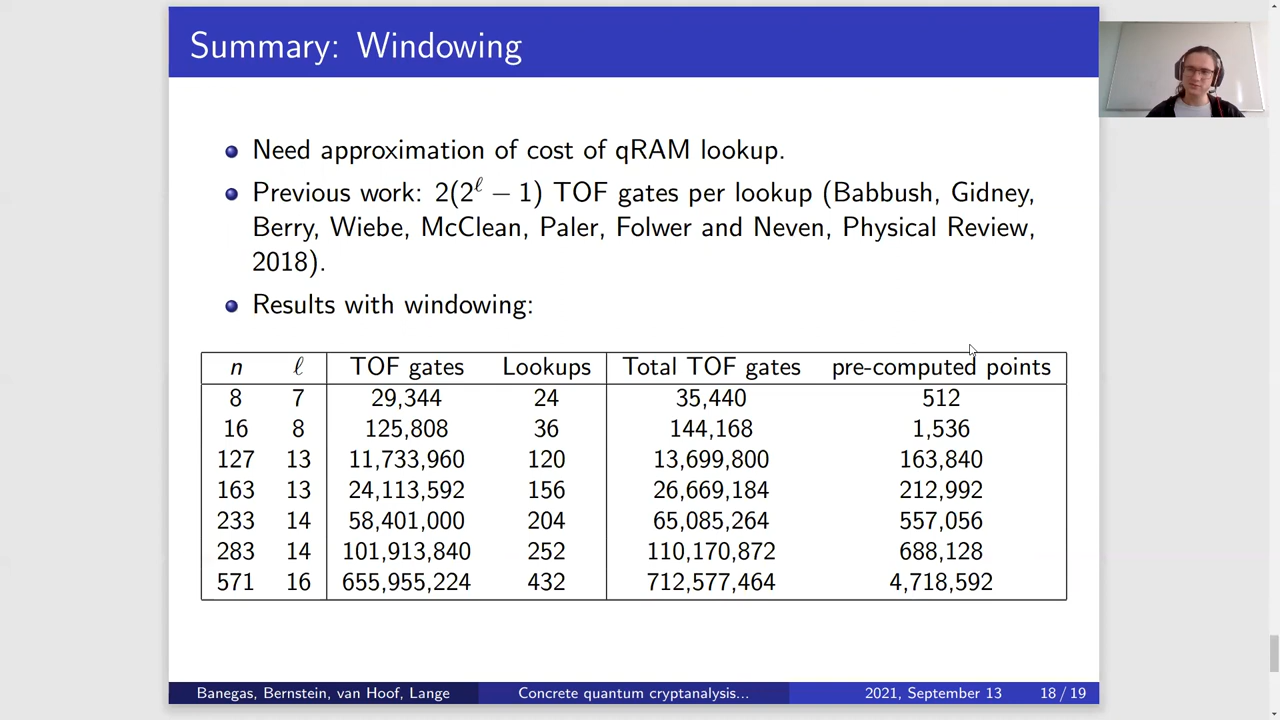 Summary: Windowing
Need approximation of cost of qRAM lookup.
Previous work: 2(2^ℓ − 1) TOF gates per lookup (Babbush, Gidney,
Berry, Wiebe, McClean, Paler, Folwer and Neven, Physical Review,
2018).
Results with windowing:
n ℓ TOF gates Lookups Total TOF gates pre-computed points
8 7 29,344 24 35,440 512
16 8 125,808 36 144,168 1,536
127 13 11,733,960 120 13,699,800 163,840
163 13 24,113,592 156 26,669,184 212,992
233 14 58,401,000 204 65,085,264 557,056
283 14 101,913,840 252 110,170,872 688,128
571 16 655,955,224 432 712,577,464 4,718,592
Banegas, Bernstein, van Hoof, Lange Concrete quantum cryptanalysis... 2021, September 13 18 / 19